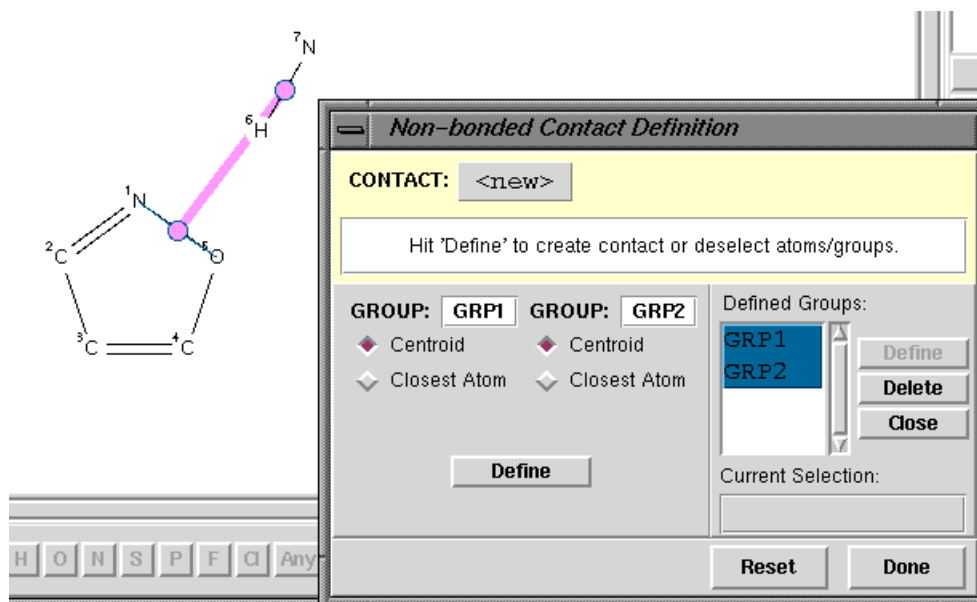 7N
6H
1N
2C
5O
3C
4C
Non-bonded Contact Definition
CONTACT: <new>
Hit 'Define' to create contact or deselect atoms/groups.
GROUP: GRP1 GROUP: GRP2
Centroid Centroid
Closest Atom Closest Atom
Define
Defined Groups:
GRP1
GRP2
Define
Delete
Close
Current Selection:
H O N S P F Cl Any
Reset Done